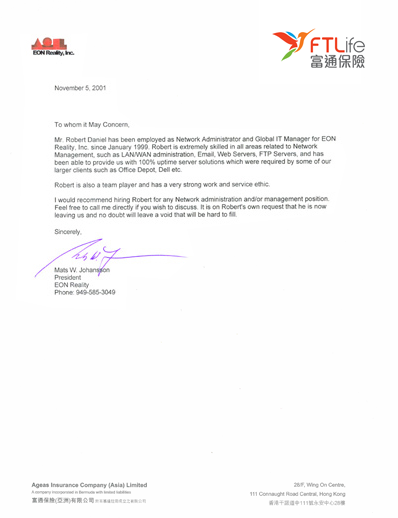 EON Reality, Inc.
FTLife
富通保險
November 5, 2001
To whom it May Concern,
Mr. Robert Daniel has been employed as Network Administrator and Global IT Manager for EON
Reality, Inc. since January 1999. Robert is extremely skilled in all areas related to Network
Management, such as LAN/WAN administration, Email, Web Servers, FTP Servers, and has
been able to provide us with 100% uptime server solutions which were required by some of our
larger clients such as Office Depot, Dell etc.
Robert is also a team player and has a very strong work and service ethic.
I would recommend hiring Robert for any Network administration and/or management position.
Feel free to call me directly if you wish to discuss. It is on Robert's own request that he is now
leaving us and no doubt will leave a void that will be hard to fill.
Sincerely,
Mats W. Johansson
President
EON Reality
Phone: 949-585-3049
Ageas Insurance Company (Asia) Limited
A company incorporated in Bermuda with limited liabilities
富通保險(亞洲)有限公司
28/F, Wing On Centre,
111 Connaught Road Central, Hong Kong
香港干諾道中111號永安中心28樓